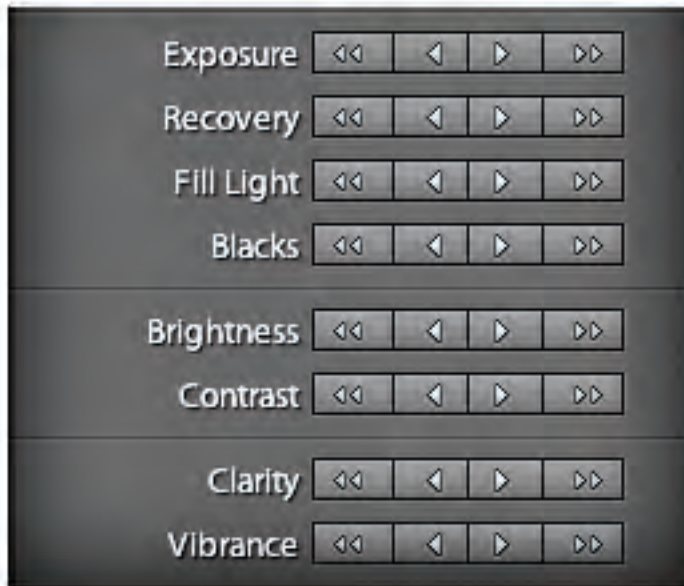 Exposure
Recovery
Fill Light
Blacks
Brightness
Contrast
Clarity
Vibrance